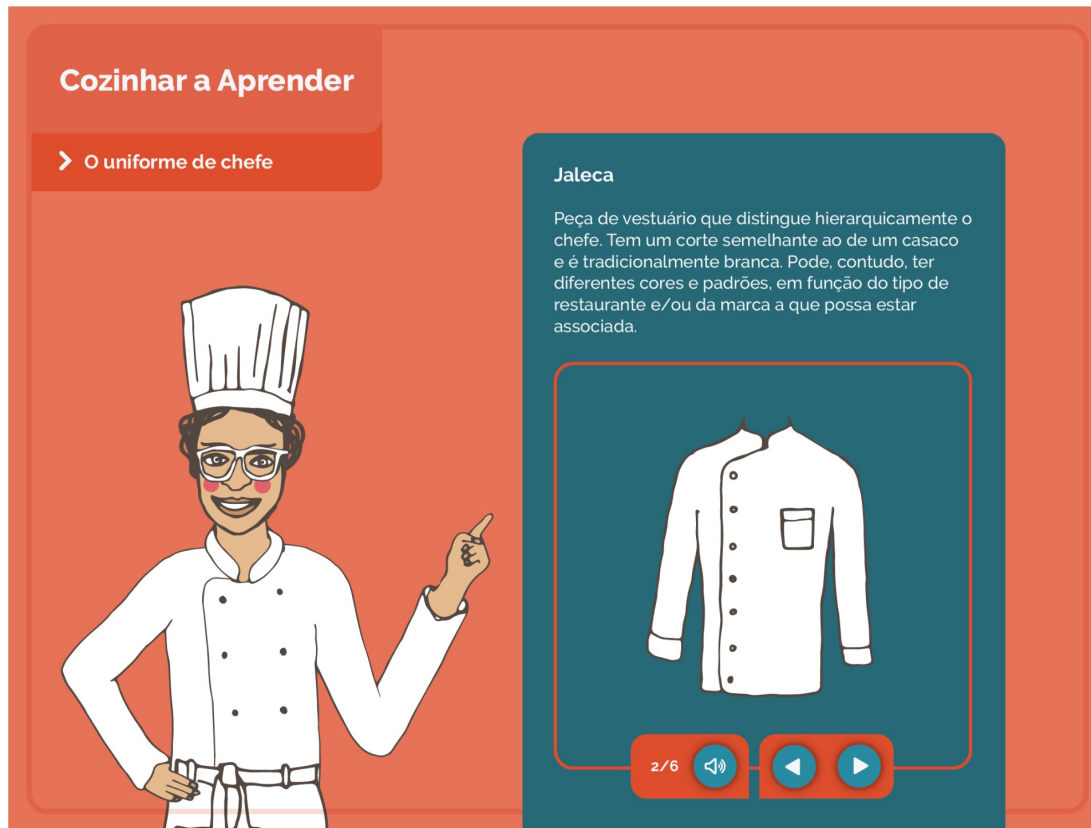 Cozinhar a Aprender
O uniforme de chefe
Jaleca
Peça de vestuário que distingue hierarquicamente o
chefe. Tem um corte semelhante ao de um casaco
e é tradicionalmente branca. Pode, contudo, ter
diferentes cores e padrões, em função do tipo de
restaurante e/ou da marca a que possa estar
associada.
2/6